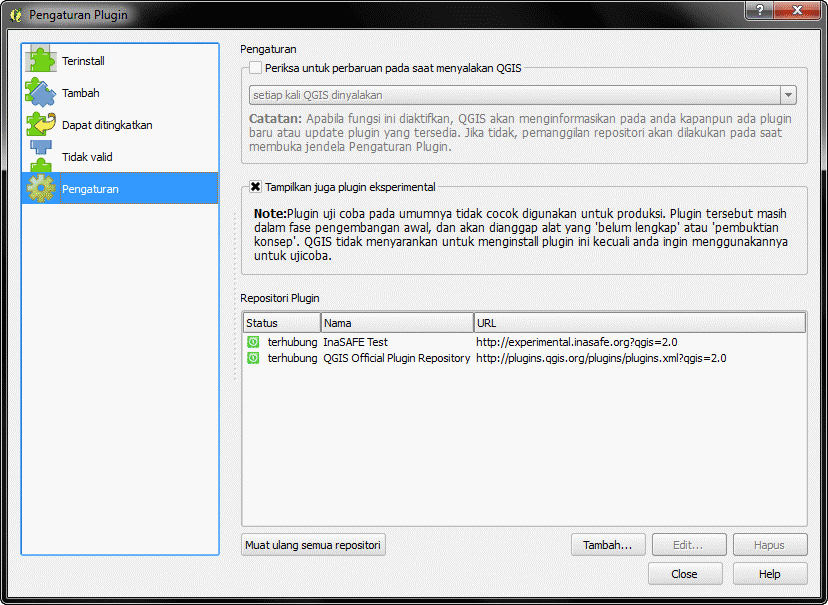 Pengaturan Plugin
?
X
Terinstall
Tambah
Dapat ditingkatkan
Tidak valid
Pengaturan
Pengaturan
Periksa untuk perbaruan pada saat menyalakan QGIS
setiap kali QGIS dinyalakan
Catatan: Apabila fungsi ini diaktifkan, QGIS akan menginformasikan pada anda kapanpun ada plugin
baru atau update plugin yang tersedia. Jika tidak, pemanggilan repositori akan dilakukan pada saat
membuka jendela Pengaturan Plugin.
Tampilkan juga plugin eksperimental
Note:Plugin uji coba pada umumnya tidak cocok digunakan untuk produksi. Plugin tersebut masih
dalam fase pengembangan awal, dan akan dianggap alat yang 'belum lengkap' atau 'pembuktian
konsep'. QGIS tidak menyarankan untuk menginstall plugin ini kecuali anda ingin menggunakannya
untuk ujicoba.
Repositori Plugin
Status Nama URL
terhubung InaSAFE Test http://experimental.inasafe.org?qgis=2.0
terhubung QGIS Official Plugin Repository http://plugins.qgis.org/plugins/plugins.xml?qgis=2.0
Muat ulang semua repositori Tambah... Edit... Hapus
Close Help